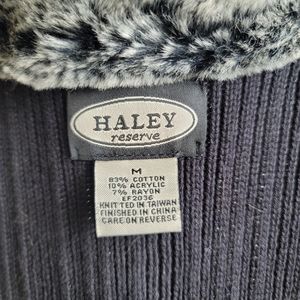 HALEY
reserve
M
83% COTTON
10% ACRYLIC
7% RAYON
EF2036
KNITTED IN TAIWAN
FINISHED IN CHINA
CARE ON REVERSE